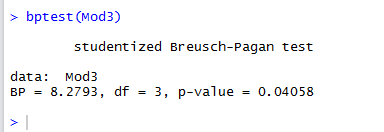 > bptest(Mod3)
studentized Breusch-Pagan test
data:  Mod3
BP = 8.2793, df = 3, p-value = 0.04058
>